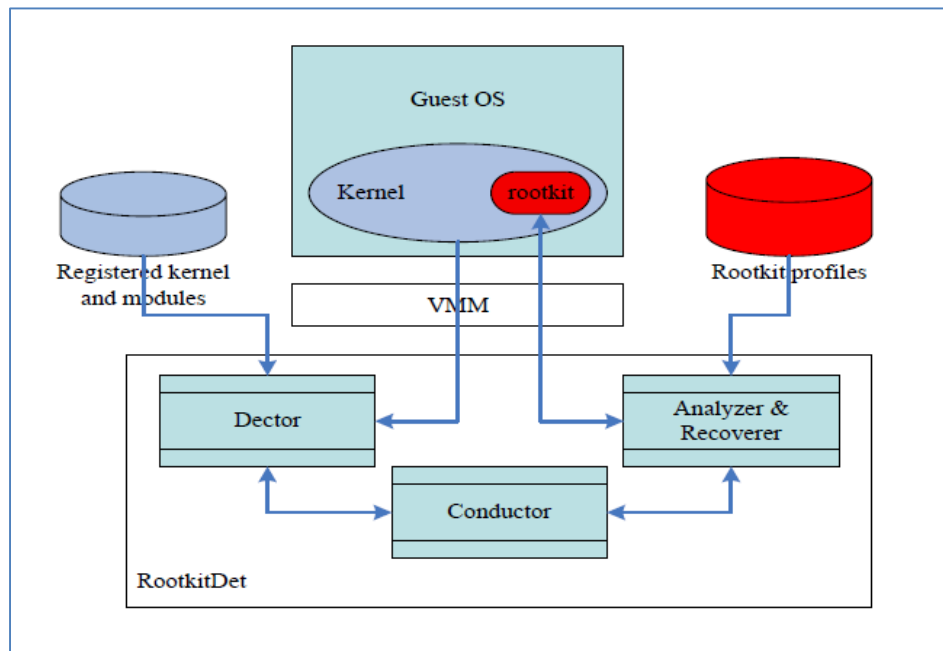 Guest OS
Kernel
rootkit
Registered kernel
and modules
Rootkit profiles
VMM
Dector
Analyzer &
Recoverer
Conductor
RootkitDet